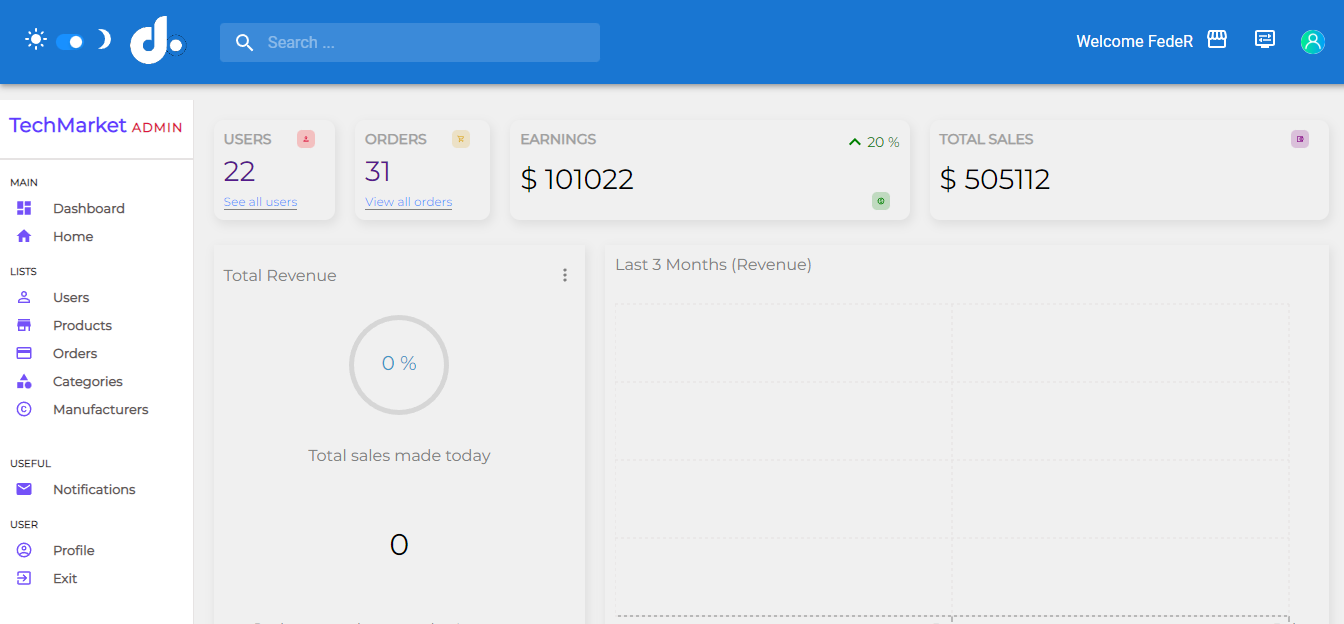 Search ...
Welcome FedeR
TechMarket ADMIN
MAIN
Dashboard
Home
LISTS
Users
Products
Orders
Categories
Manufacturers
USEFUL
Notifications
USER
Profile
Exit
USERS
22
See all users
ORDERS
31
View all orders
EARNINGS
20 %
$ 101022
TOTAL SALES
$ 505112
Total Revenue
0 %
Total sales made today
0
Last 3 Months (Revenue)